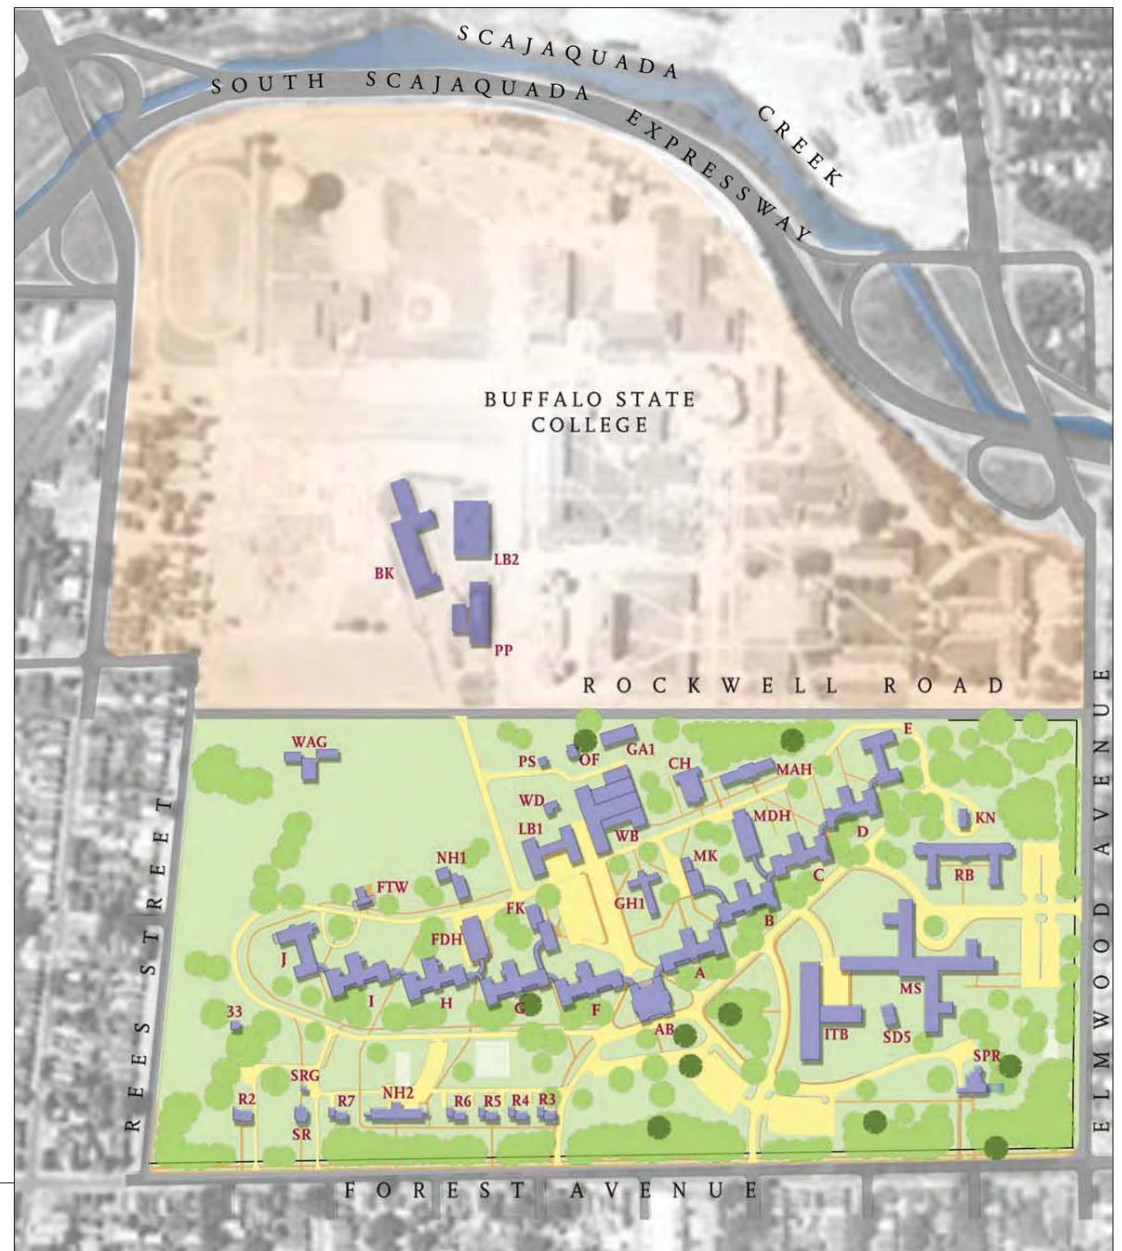 SCAJAQUADA
CREEK
SOUTH SCAJAQUADA
EXPRESSWAY
BUFFALO STATE
COLLEGE
LB2
BK
PP
ROCKWELL ROAD
ELMWOOD AVENUE
REES STREET
E
WAG
GA1
OF
PS
CH
MAH
WD
MDH
KN
LB1
WB
D
MK
NH1
C
RB
FTW
GH1
FK
B
FDH
J
A
MS
I
H
G
F
33
AB
ITB
SD5
SPR
SRG
R2
R7
NH2
R6
R5
R4
R3
SR
FOREST AVENUE